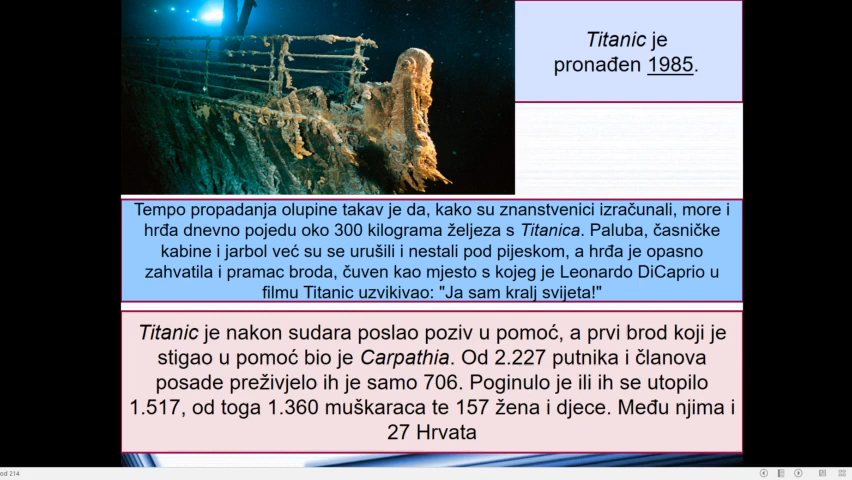 Titanic je
pronađen 1985.
Tempo propadanja olupine takav je da, kako su znanstvenici izračunali, more i
hrđa dnevno pojedu oko 300 kilograma željeza s Titanica. Paluba, časničke
kabine i jarbol već su se urušili i nestali pod pijeskom, a hrđa je opasno
zahvatila i pramac broda, čuven kao mjesto s kojeg je Leonardo DiCaprio u
filmu Titanic uzvikivao: "Ja sam kralj svijeta!"
Titanic je nakon sudara poslao poziv u pomoć, a prvi brod koji je
stigao u pomoć bio je Carpathia. Od 2.227 putnika i članova
posade preživjelo ih je samo 706. Poginulo je ili ih se utopilo
1.517, od toga 1.360 muškaraca te 157 žena i djece. Među njima i
27 Hrvata
od 214